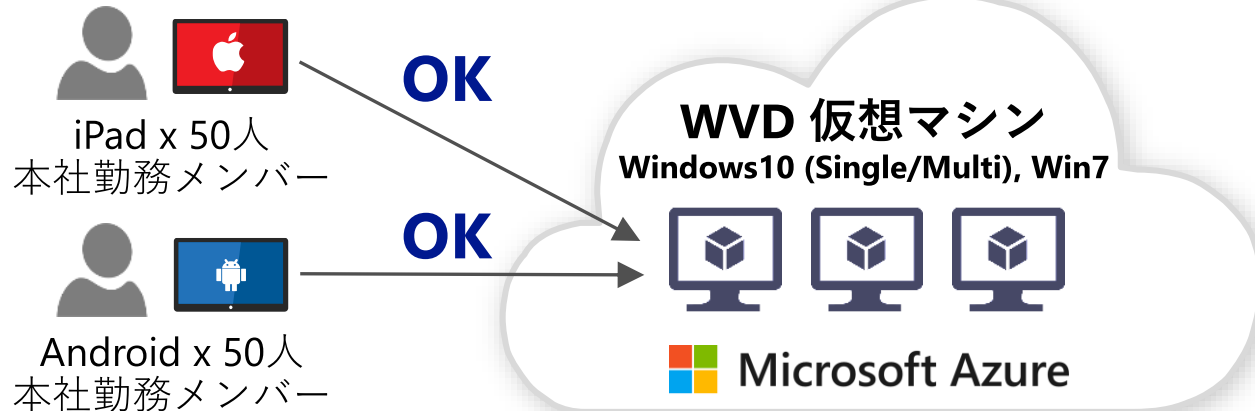 iPad x 50人
本社勤務メンバー
OK
Android x 50人
本社勤務メンバー
OK
WVD 仮想マシン
Windows10 (Single/Multi), Win7
Microsoft Azure